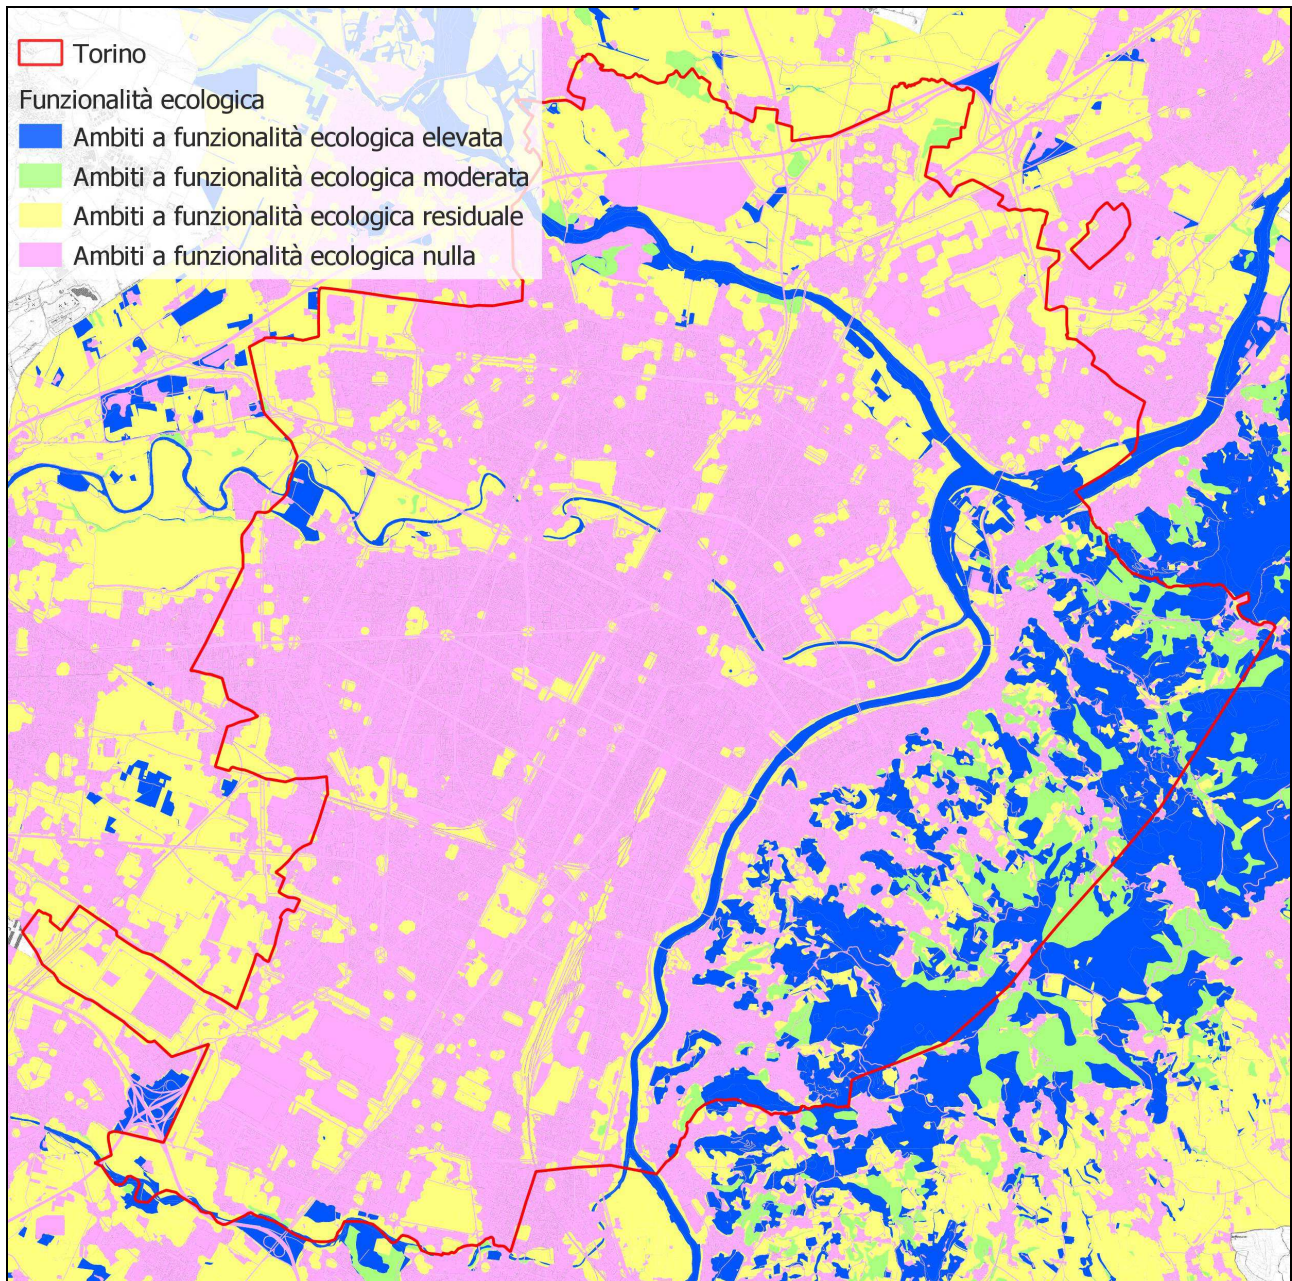 Torino
Funzionalità ecologica
Ambiti a funzionalità ecologica elevata
Ambiti a funzionalità ecologica moderata
Ambiti a funzionalità ecologica residuale
Ambiti a funzionalità ecologica nulla